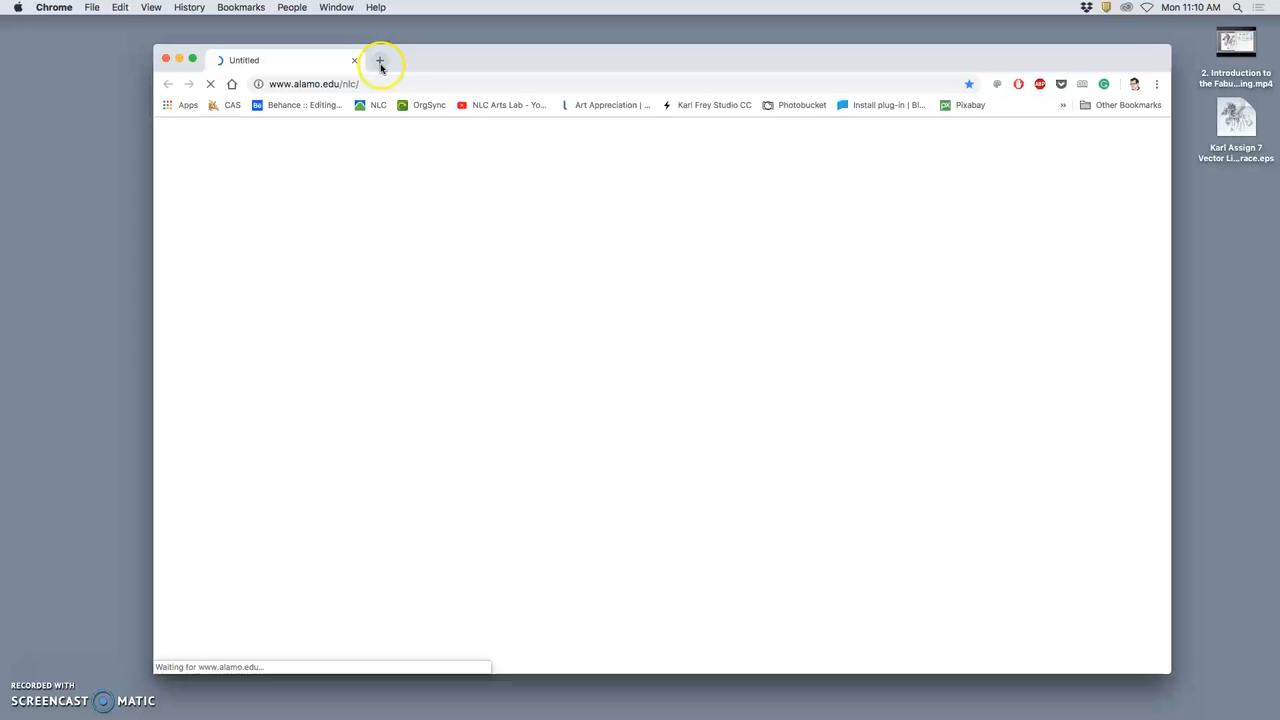 Chrome File Edit View History Bookmarks People Window Help Mon 11:10 AM
Untitled
www.alamo.edu/nlc/
Apps CAS Behance :: Editing... NLC OrgSync NLC Arts Lab - Yo... Art Appreciation | ... Karl Frey Studio CC Photobucket Install plug-in | Bl... Pixabay » Other Bookmarks
2. Introduction to
the Fabu...ing.mp4
Karl Assign 7
Vector Li...race.eps
Waiting for www.alamo.edu...
RECORDED WITH
SCREENCAST MATIC